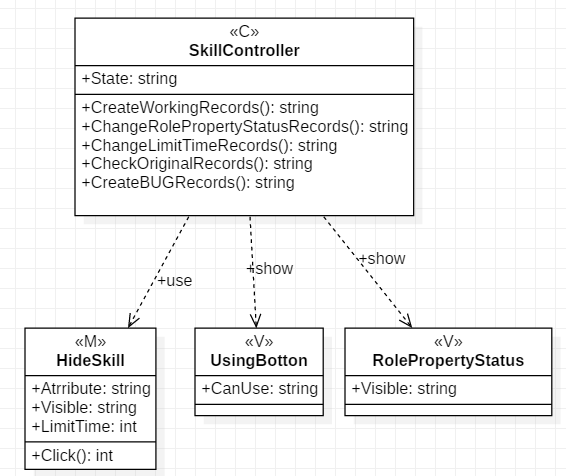 «C»
SkillController
+State: string
+CreateWorkingRecords(): string
+ChangeRolePropertyStatusRecords(): string
+ChangeLimitTimeRecords(): string
+CheckOriginalRecords(): string
+CreateBUGRecords(): string
+use
+show
+show
«M»
HideSkill
+Atrribute: string
+Visible: string
+LimitTime: int
+Click(): int
«V»
UsingBotton
+CanUse: string
«V»
RolePropertyStatus
+Visible: string